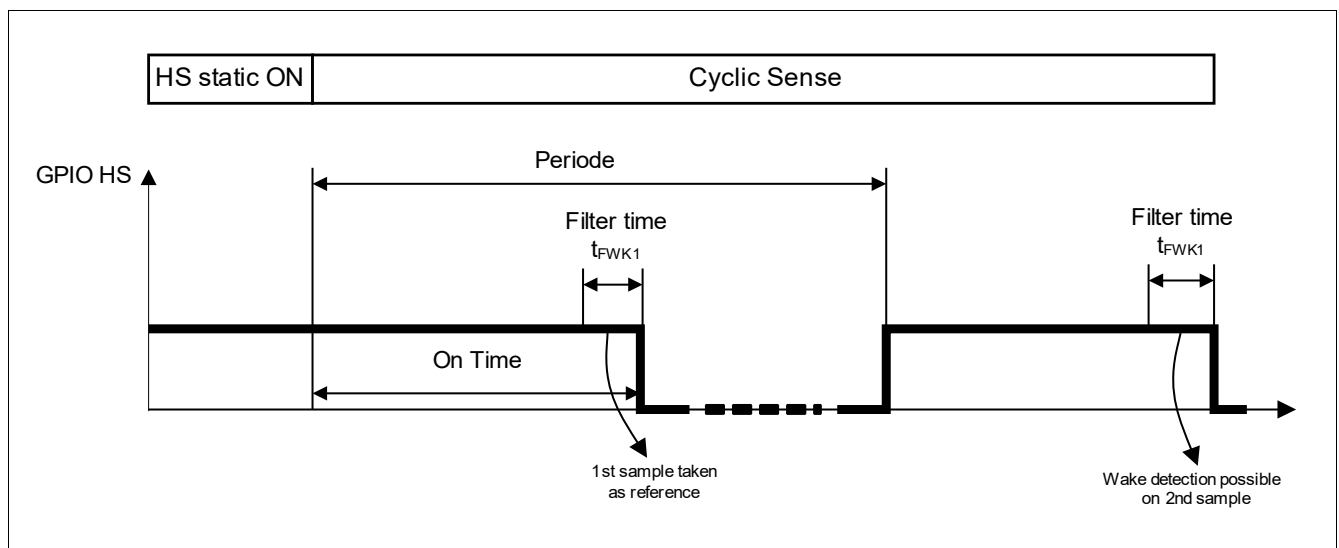 HS static ON
Cyclic Sense
GPIO HS
Periode
Filter time
tFWK1
Filter time
tFWK1
On Time
1st sample taken
as reference
Wake detection possible
on 2nd sample